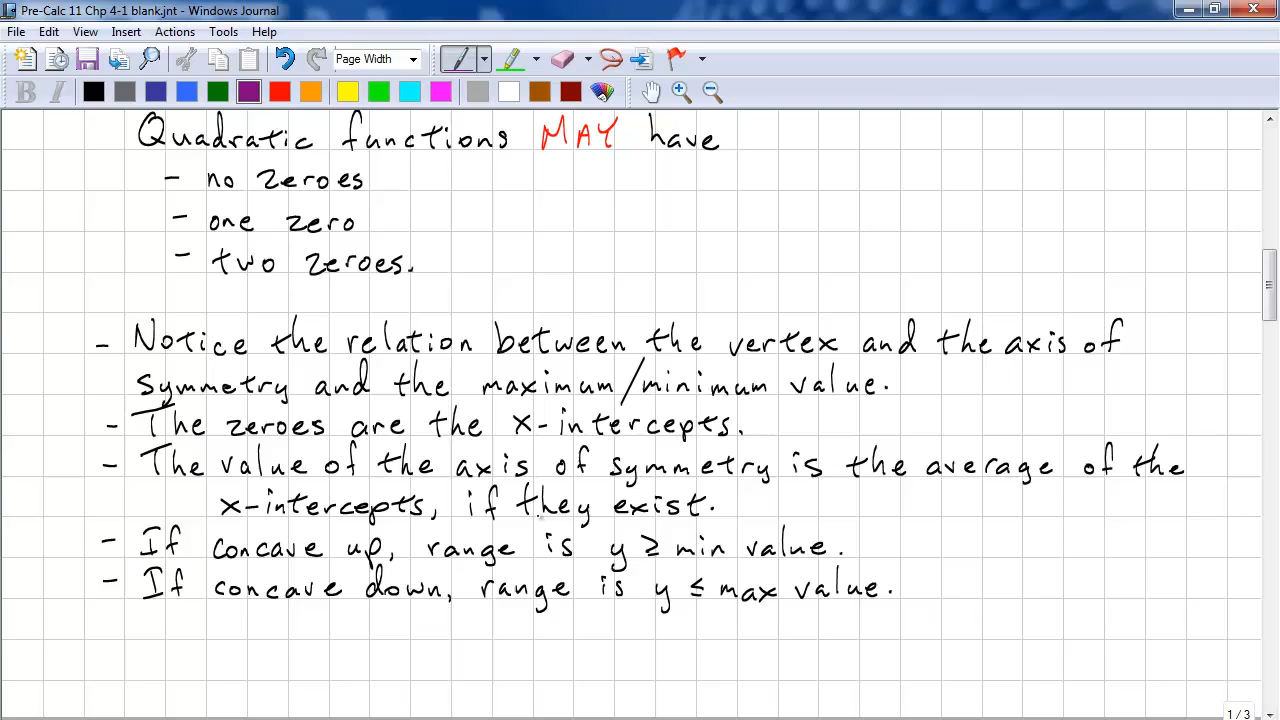 Pre-Calc 11 Chp 4-1 blank.jnt - Windows Journal
File Edit View Insert Actions Tools Help
Page Width
B I
Quadratic functions MAY have
- no zeroes
- one zero
- two zeroes.
- Notice the relation between the vertex and the axis of
symmetry and the maximum/minimum value.
- The zeroes are the x-intercepts.
- The value of the axis of symmetry is the average of the
x-intercepts, if they exist.
- If concave up, range is y ≥ min value.
- If concave down, range is y ≤ max value.
1 / 3